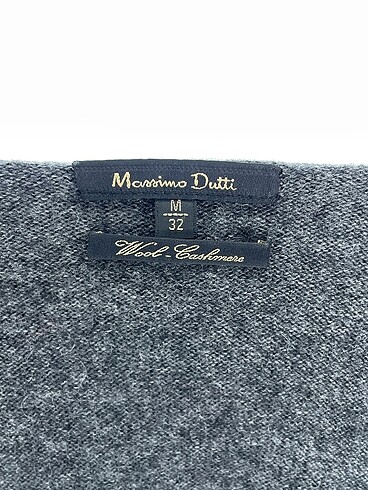 Massimo Dutti
M
32
Wool - Cashmere